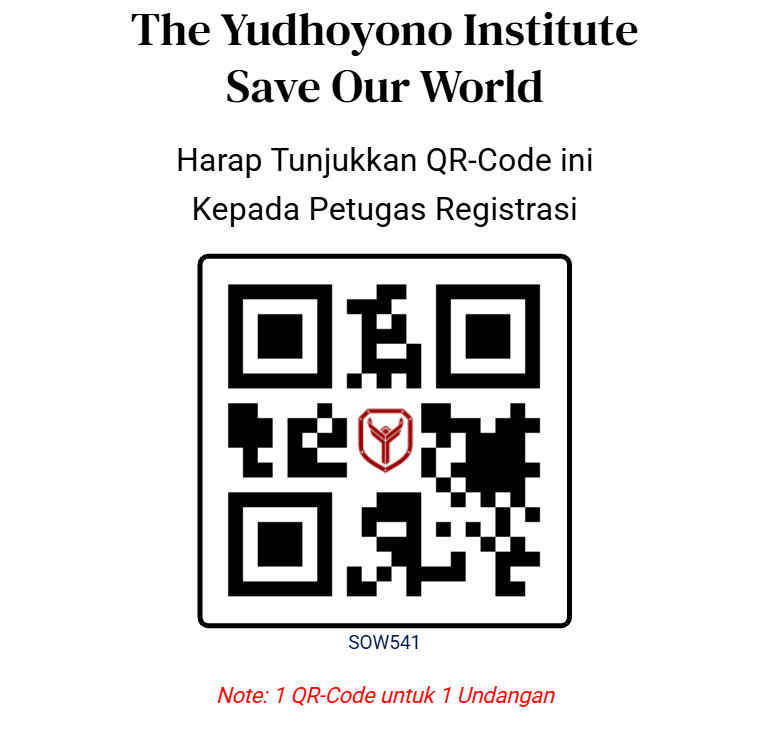 The Yudhoyono Institute
Save Our World
Harap Tunjukkan QR-Code ini
Kepada Petugas Registrasi
SOW541
Note: 1 QR-Code untuk 1 Undangan